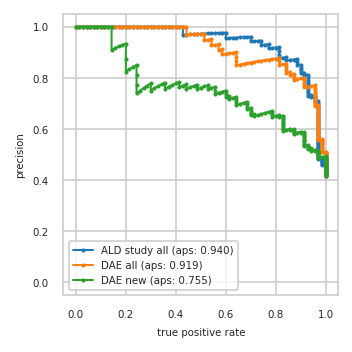 1.0
0.8
0.6
0.4
0.2
0.0
precision
ALD study all (aps: 0.940)
DAE all (aps: 0.919)
DAE new (aps: 0.755)
0.0 0.2 0.4 0.6 0.8 1.0
true positive rate